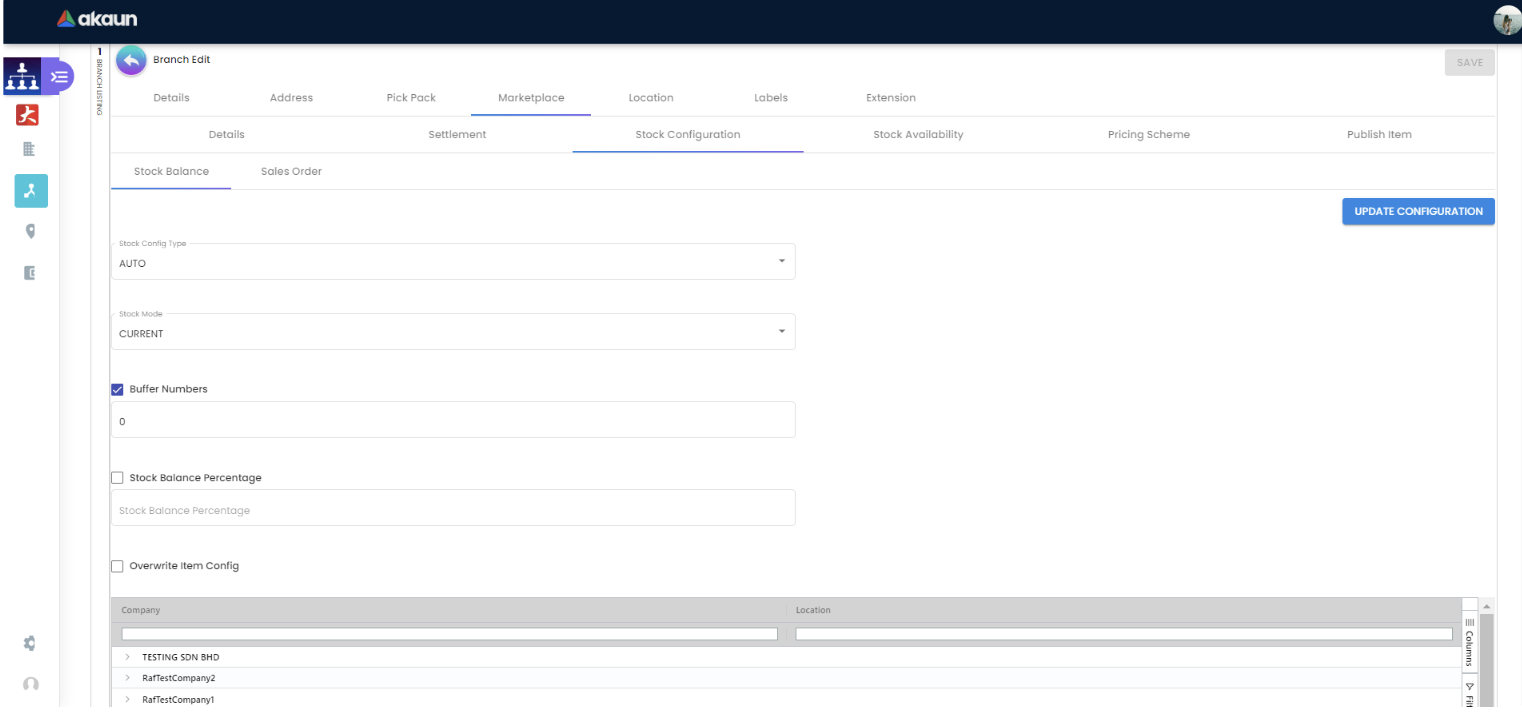 akaun
1 BRANCH LISTING
Branch Edit
SAVE
Details Address Pick Pack Marketplace Location Labels Extension
Details Settlement Stock Configuration Stock Availability Pricing Scheme Publish Item
Stock Balance Sales Order
UPDATE CONFIGURATION
Stock Config Type
AUTO
Stock Mode
CURRENT
Buffer Numbers
0
Stock Balance Percentage
Stock Balance Percentage
Overwrite Item Config
Company Location
Columns
TESTING SDN BHD
RafTestCompany2
RafTestCompany1